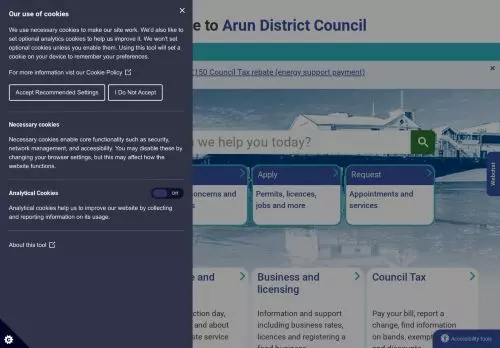 Our use of cookies
We use necessary cookies to make our site work. We'd also like to
set optional analytics cookies to help us improve it. We won't set
optional cookies unless you enable them. Using this tool will set a
cookie on your device to remember your preferences.
For more information visit our Cookie Policy
Accept Recommended Settings
I Do Not Accept
Necessary cookies
Necessary cookies enable core functionality such as security,
network management, and accessibility. You may disable these by
changing your browser settings, but this may affect how the
website functions.
Analytical Cookies
Off
Analytical cookies help us to improve our website by collecting
and reporting information on its usage.
About this tool
e to Arun District Council
£150 Council Tax rebate (energy support payment)
n we help you today?
oncerns and
Apply
Permits, licences,
jobs and more
Request
Appointments and
services
Webchat
e and
ction day,
and about
te service
Business and
licensing
Information and support
including business rates,
licences and registering a
Council Tax
Pay your bill, report a
change, find information
on bands, exempt
Accessibility Tools